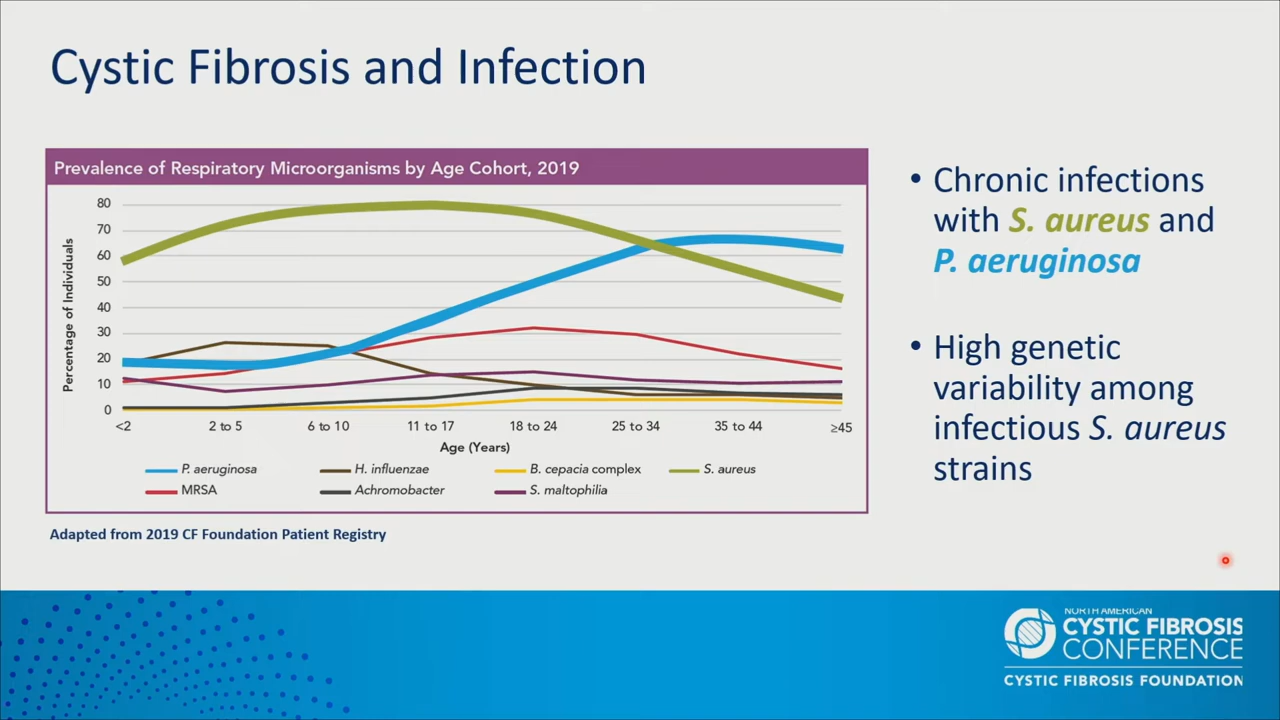 Cystic Fibrosis and Infection
Prevalence of Respiratory Microorganisms by Age Cohort, 2019
Percentage of Individuals
80
70
60
50
40
30
20
10
0
<2 2 to 5 6 to 10 11 to 17 18 to 24 25 to 34 35 to 44 ≥45
Age (Years)
P. aeruginosa H. influenzae B. cepacia complex S. aureus
MRSA Achromobacter S. maltophilia
Adapted from 2019 CF Foundation Patient Registry
• Chronic infections
with S. aureus and
P. aeruginosa
• High genetic
variability among
infectious S. aureus
strains
NORTH AMERICAN
CYSTIC FIBROSIS
CONFERENCE
CYSTIC FIBROSIS FOUNDATION